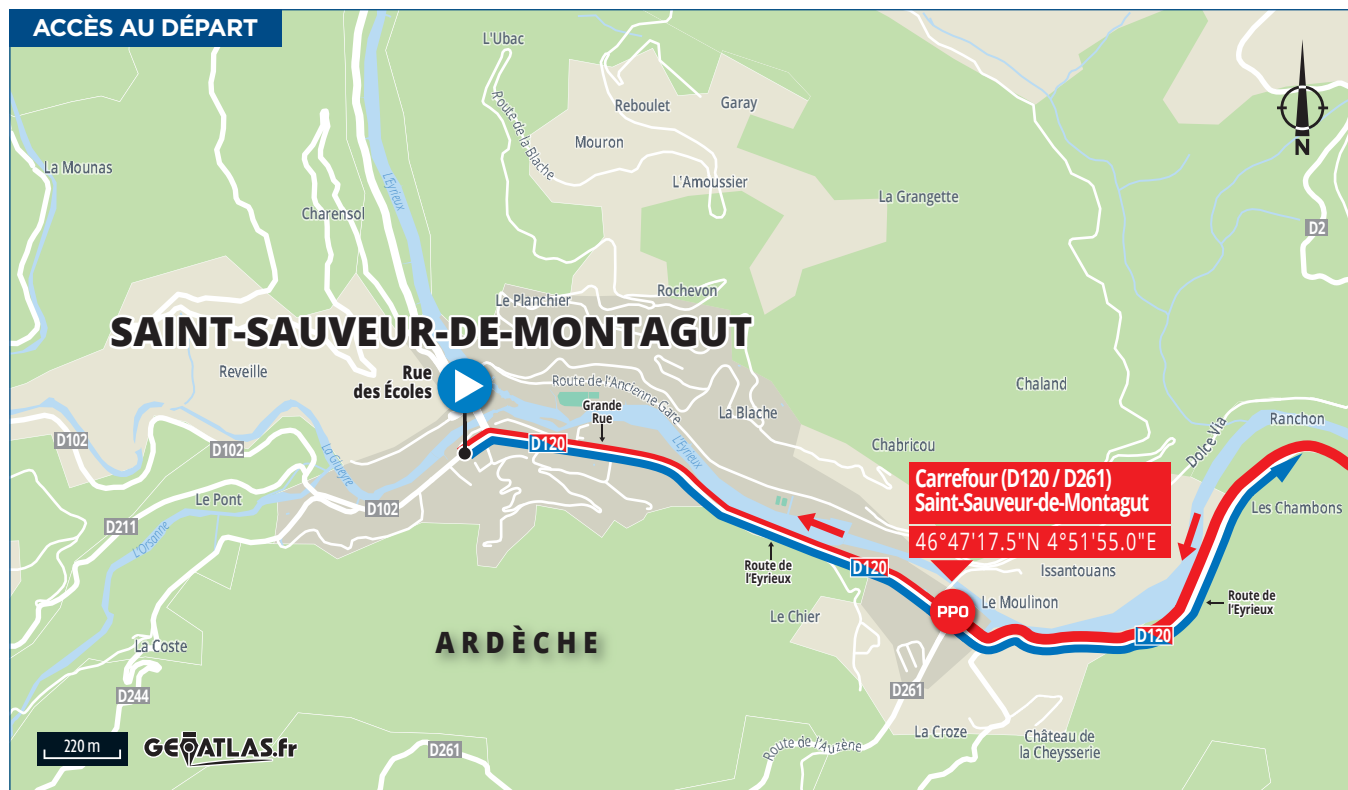 ACCÈS AU DÉPART
L'Ubac
Reboulet
Garay
Route de la Blache
Mouron
N
La Mounas
L'Eyrieux
L'Amoussier
La Grangette
Charensol
D2
Le Planchier
Rochevon
SAINT-SAUVEUR-DE-MONTAGUT
Reveille
Rue
des Écoles
Route de l'Ancienne Gare
Chaland
Grande
Rue
La Blache
Ranchon
Dolce Via
D102
D102
La Glueyre
D120
L'Eyrieux
Chabricou
Carrefour (D120 / D261)
Saint-Sauveur-de-Montagut
46°47'17.5"N 4°51'55.0"E
Le Pont
D102
Les Chambons
D211
L'Orsanne
Route de
l'Eyrieux
D120
Issantouans
Le Moulinon
Route de
l'Eyrieux
PPO
Le Chier
D120
ARDÈCHE
La Coste
D244
D261
La Croze
Château de
la Cheysserie
Route de l'Auzène
D261
220 m
GEOATLAS.fr